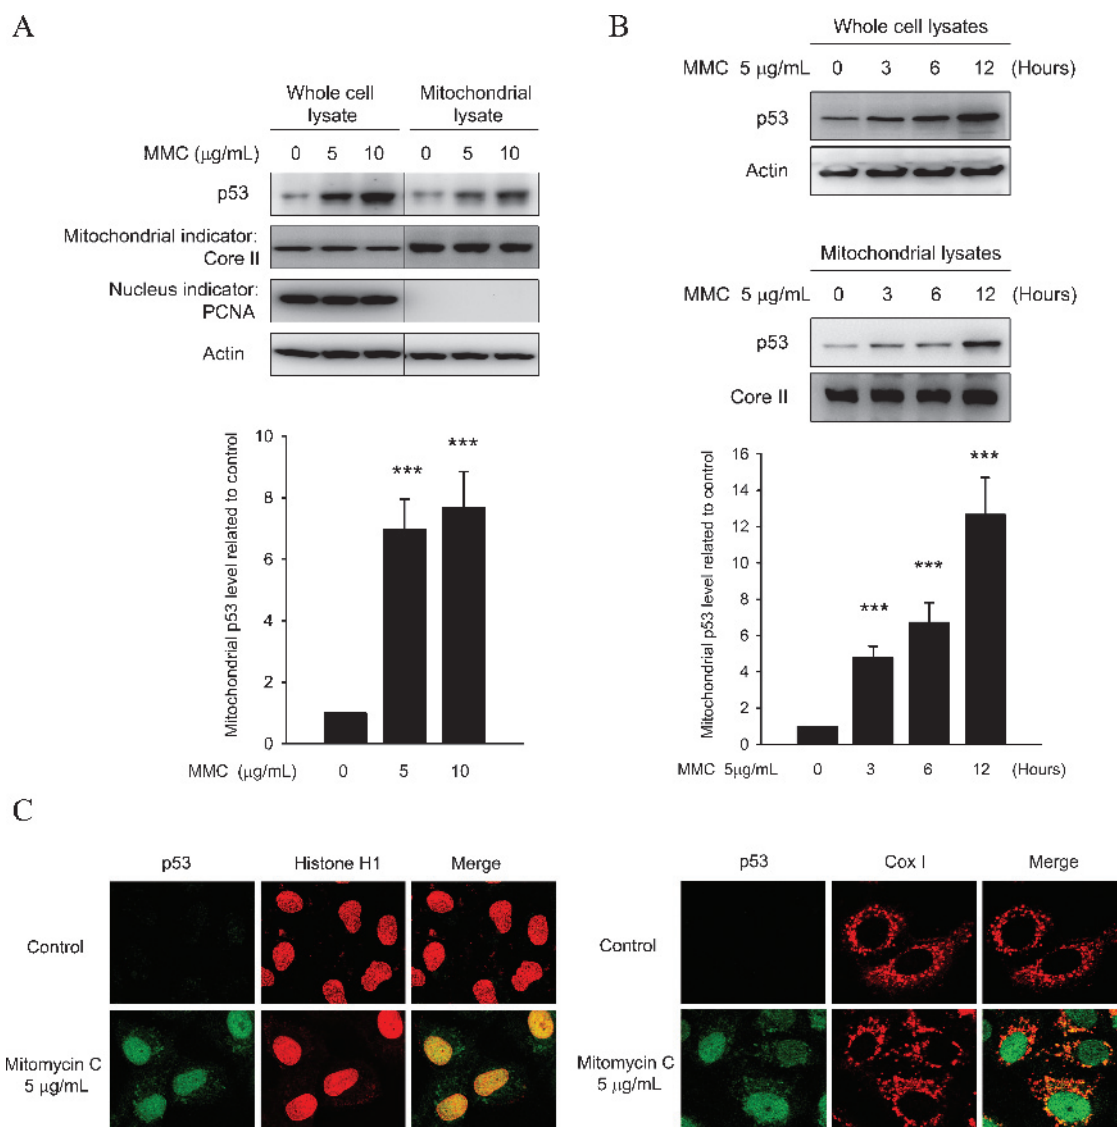 A
Whole cell
lysate
Mitochondrial
lysate
MMC (µg/mL) 0 5 10 0 5 10
p53
Mitochondrial indicator:
Core II
Nucleus indicator:
PCNA
Actin
Mitochondrial p53 level related to control
10
8
6
4
2
0
*** ***
MMC (µg/mL) 0 5 10
B
Whole cell lysates
MMC 5 µg/mL 0 3 6 12 (Hours)
p53
Actin
Mitochondrial lysates
MMC 5 µg/mL 0 3 6 12 (Hours)
p53
Core II
Mitochondrial p53 level related to control
16
14
12
10
8
6
4
2
0
*** *** ***
MMC 5µg/mL 0 3 6 12 (Hours)
C
p53 Histone H1 Merge
Control
Mitomycin C
5 µg/mL
p53 Cox I Merge
Control
Mitomycin C
5 µg/mL